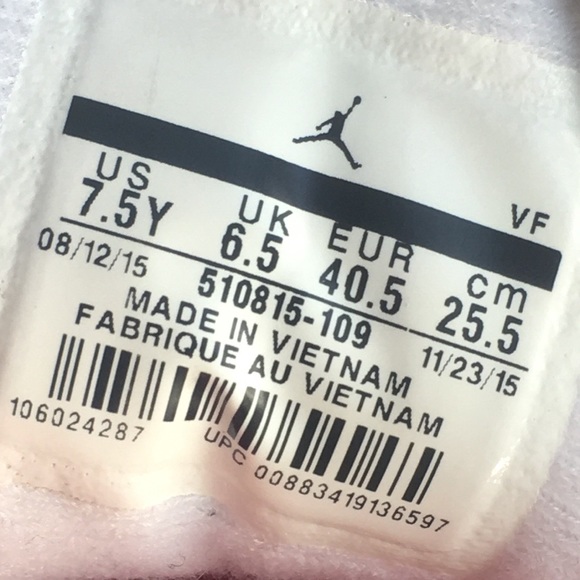 VF
US UK EUR cm
7.5Y 6.5 40.5 25.5
08/12/15 510815-109 11/23/15
MADE IN VIETNAM
FABRIQUE AU VIETNAM
106024287 UPC 00883419136597